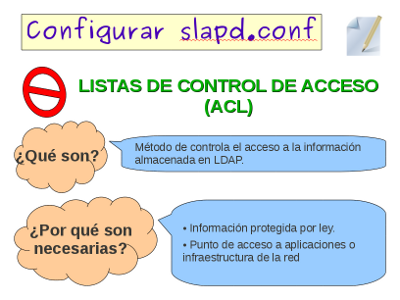 Configurar slapd.conf
LISTAS DE CONTROL DE ACCESO
(ACL)
¿Qué son?
Método de controla el acceso a la información
almacenada en LDAP.
¿Por qué son
necesarias?
• Información protegida por ley.
• Punto de acceso a aplicaciones o
infraestructura de la red